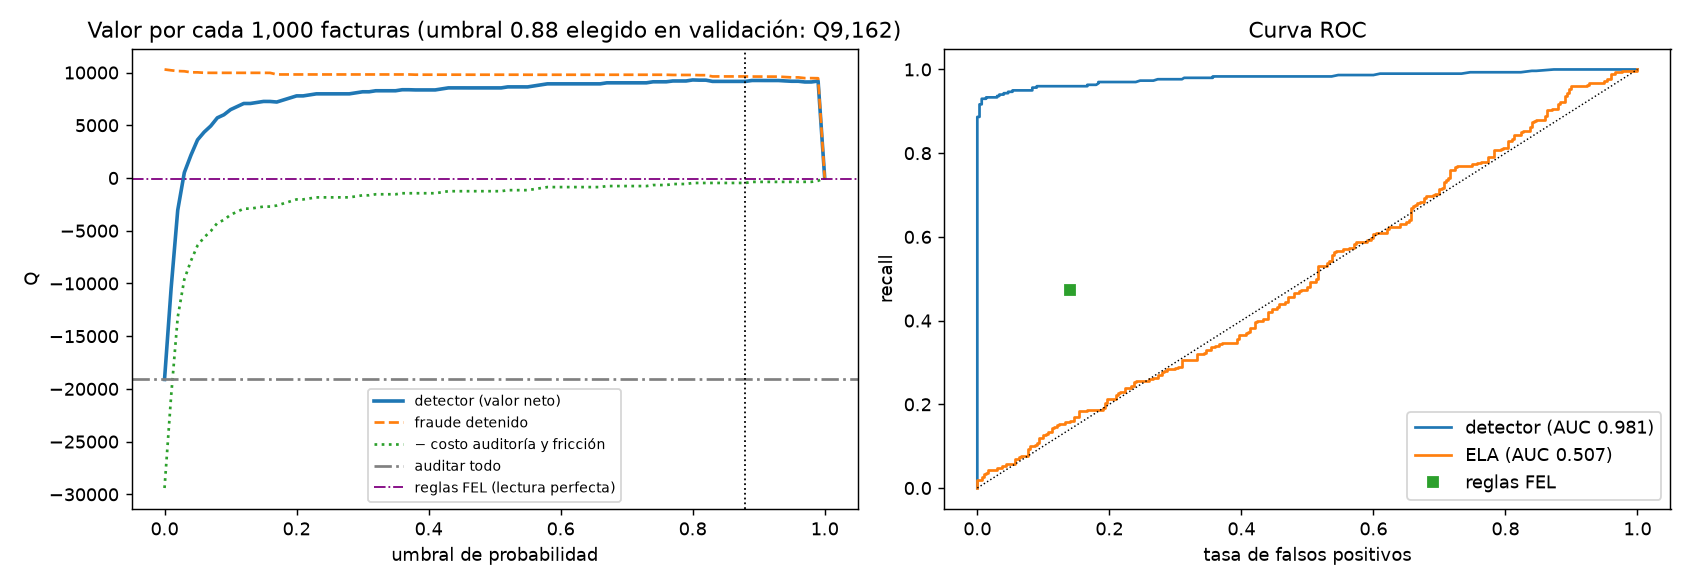 Valor por cada 1,000 facturas (umbral 0.88 elegido en validación: Q9,162)
10000
5000
0
−5000
−10000
−15000
−20000
−25000
−30000
Q
0.0 0.2 0.4 0.6 0.8 1.0
umbral de probabilidad
detector (valor neto)
fraude detenido
− costo auditoría y fricción
auditar todo
reglas FEL (lectura perfecta)
Curva ROC
1.0
0.8
0.6
0.4
0.2
0.0
recall
0.0 0.2 0.4 0.6 0.8 1.0
tasa de falsos positivos
detector (AUC 0.981)
ELA (AUC 0.507)
reglas FEL